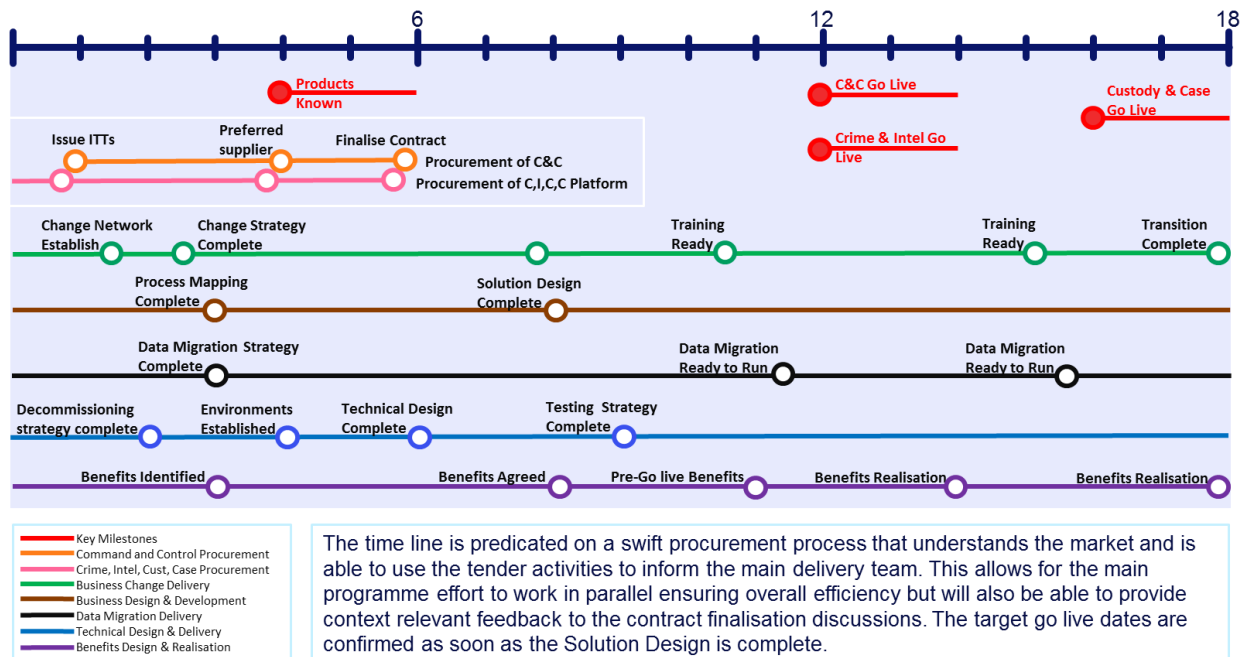 6
12
18
Products
Known
C&C Go Live
Custody & Case
Go Live
Crime & Intel Go
Live
Issue ITTs
Preferred
supplier
Finalise Contract
Procurement of C&C
Procurement of C,I,C,C Platform
Change Network
Establish
Change Strategy
Complete
Training
Ready
Training
Ready
Transition
Complete
Process Mapping
Complete
Solution Design
Complete
Data Migration Strategy
Complete
Data Migration
Ready to Run
Data Migration
Ready to Run
Decommissioning
strategy complete
Environments
Established
Technical Design
Complete
Testing Strategy
Complete
Benefits Identified
Benefits Agreed
Pre-Go live Benefits
Benefits Realisation
Benefits Realisation
Key Milestones
Command and Control Procurement
Crime, Intel, Cust, Case Procurement
Business Change Delivery
Business Design & Development
Data Migration Delivery
Technical Design & Delivery
Benefits Design & Realisation
The time line is predicated on a swift procurement process that understands the market and is
able to use the tender activities to inform the main delivery team. This allows for the main
programme effort to work in parallel ensuring overall efficiency but will also be able to provide
context relevant feedback to the contract finalisation discussions. The target go live dates are
confirmed as soon as the Solution Design is complete.